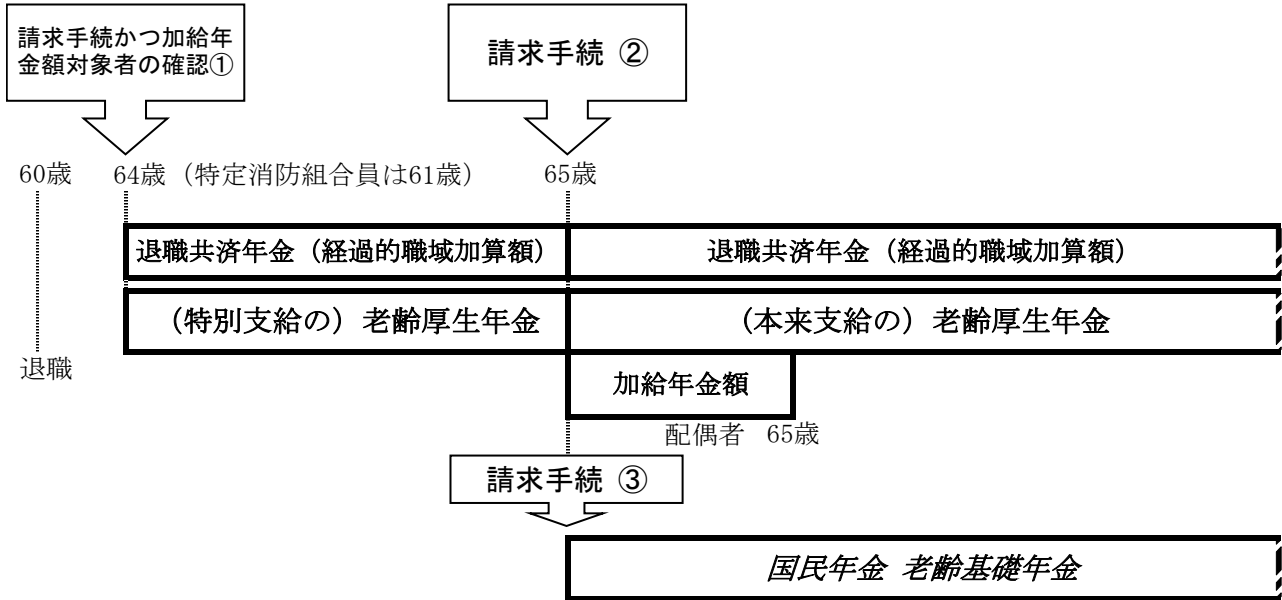 請求手続かつ加給年
金額対象者の確認①
請求手続 ②
60歳
64歳（特定消防組合員は61歳）
65歳
退職共済年金（経過的職域加算額）
退職共済年金（経過的職域加算額）
（特別支給の）老齢厚生年金
（本来支給の）老齢厚生年金
退職
加給年金額
配偶者 65歳
請求手続 ③
国民年金 老齢基礎年金